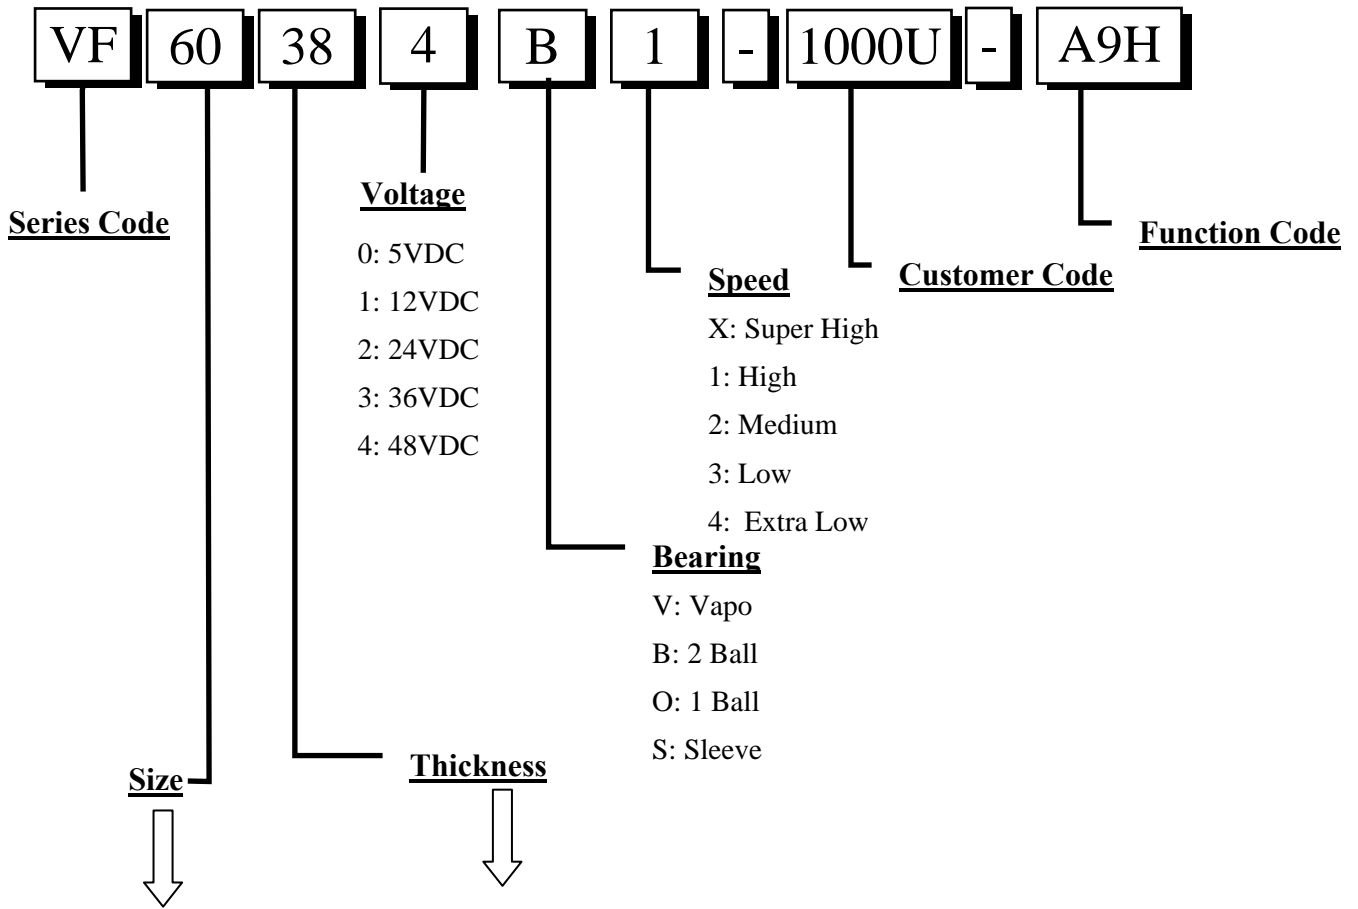 VF 60 38 4 B 1 - 1000U - A9H
Voltage
Series Code
Function Code
0: 5VDC
1: 12VDC
2: 24VDC
3: 36VDC
4: 48VDC
Customer Code
Speed
X: Super High
1: High
2: Medium
3: Low
4: Extra Low
Bearing
V: Vapo
B: 2 Ball
O: 1 Ball
S: Sleeve
Thickness
Size